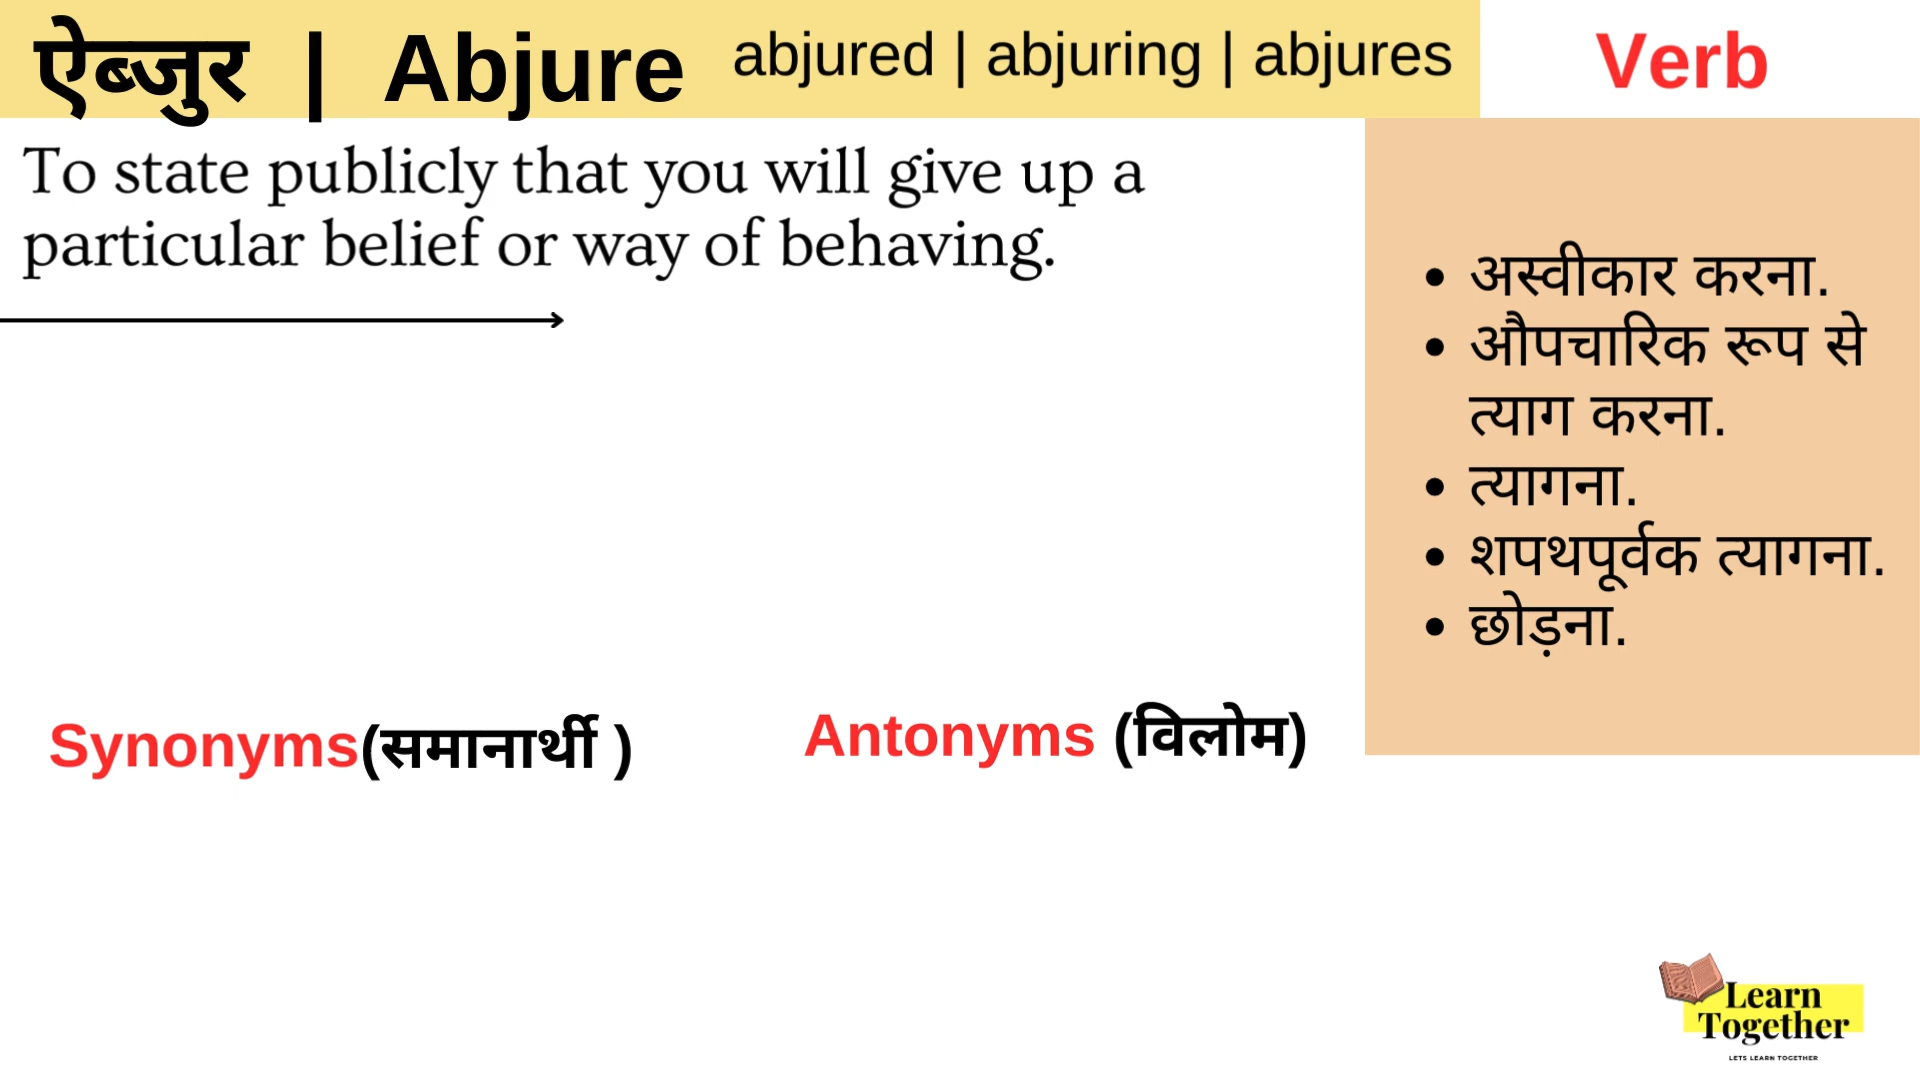 ऐब्जुर | Abjure abjured | abjuring | abjures Verb
To state publicly that you will give up a
particular belief or way of behaving.
• अस्वीकार करना.
• औपचारिक रूप से
त्याग करना.
• त्यागना.
• शपथपूर्वक त्यागना.
• छोड़ना.
Synonyms(समानार्थी )
Antonyms (विलोम)
Learn
Together
LETS LEARN TOGETHER